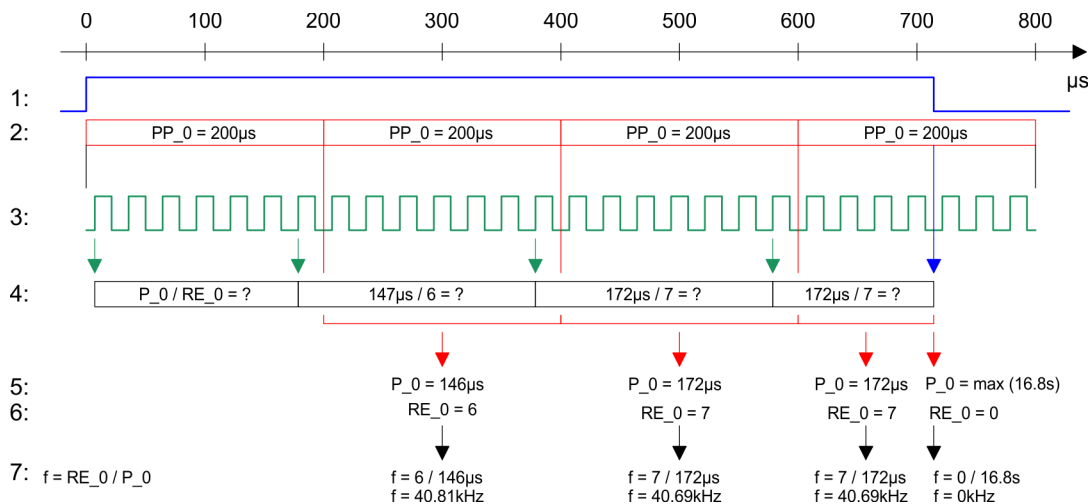 0 100 200 300 400 500 600 700 800
µs
1:
2: PP_0 = 200µs PP_0 = 200µs PP_0 = 200µs PP_0 = 200µs
3:
4: P_0 / RE_0 = ? 147µs / 6 = ? 172µs / 7 = ? 172µs / 7 = ?
5: P_0 = 146µs P_0 = 172µs P_0 = 172µs P_0 = max (16.8s)
6: RE_0 = 6 RE_0 = 7 RE_0 = 7 RE_0 = 0
7: f = RE_0 / P_0 f = 6 / 146µs f = 7 / 172µs f = 7 / 172µs f = 0 / 16.8s
f = 40.81kHz f = 40.69kHz f = 40.69kHz f = 0kHz